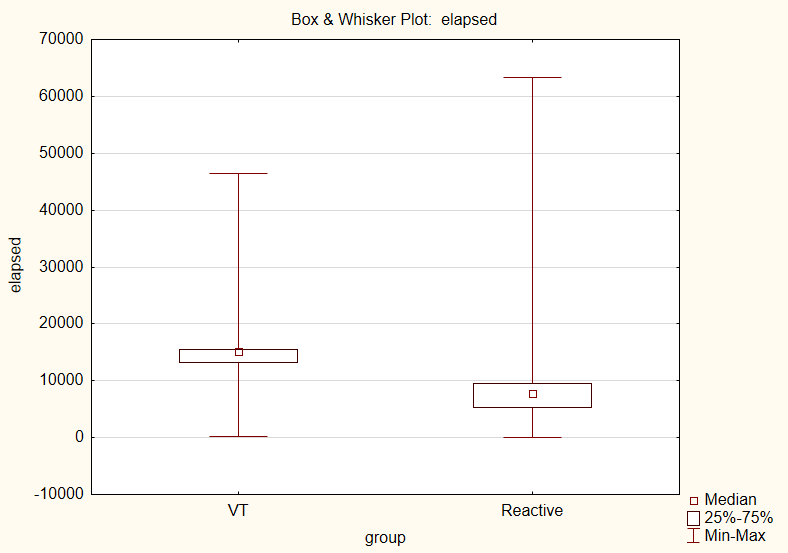 Box & Whisker Plot:  elapsed
70000
60000
50000
40000
30000
20000
10000
0
-10000
elapsed
VT
Reactive
group
Median
25%-75%
Min-Max